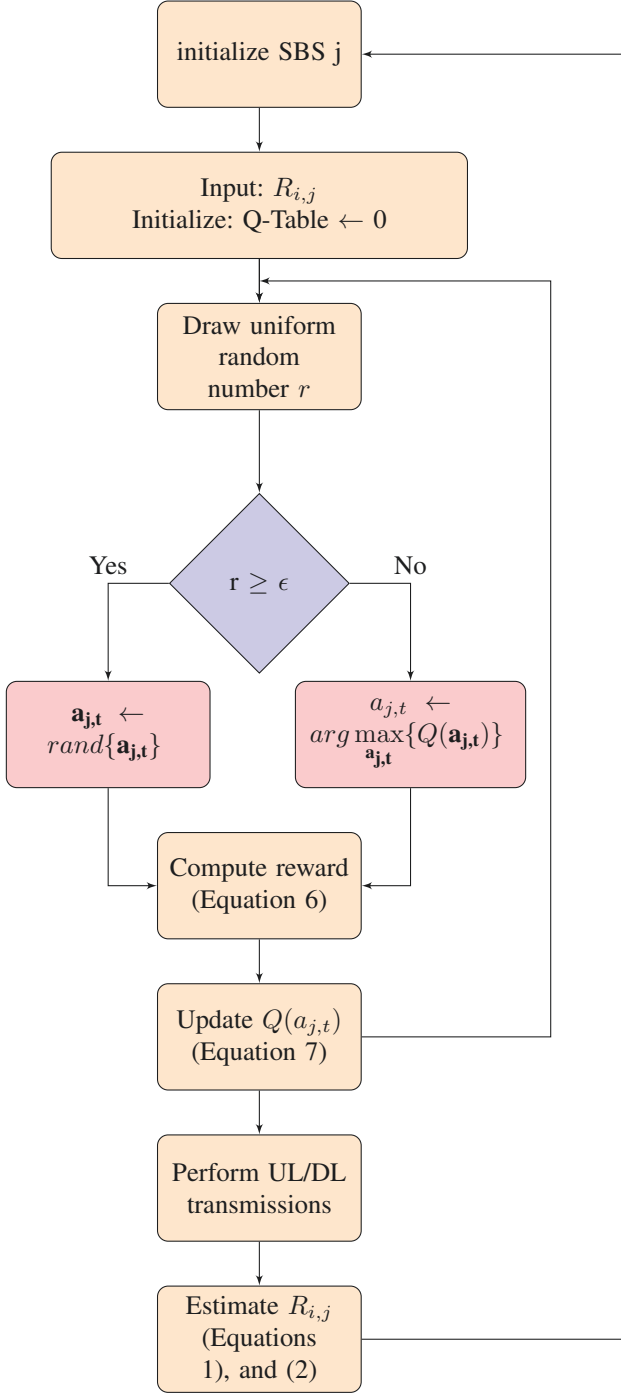 initialize SBS j
Input: R_{i,j}
Initialize: Q-Table ← 0
Draw uniform
random
number r
r ≥ ϵ
Yes
No
a_{j,t} ←
rand{a_{j,t}}
a_{j,t} ←
arg max{Q(a_{j,t})}
a_{j,t}
Compute reward
(Equation 6)
Update Q(a_{j,t})
(Equation 7)
Perform UL/DL
transmissions
Estimate R_{i,j}
(Equations
1), and (2)